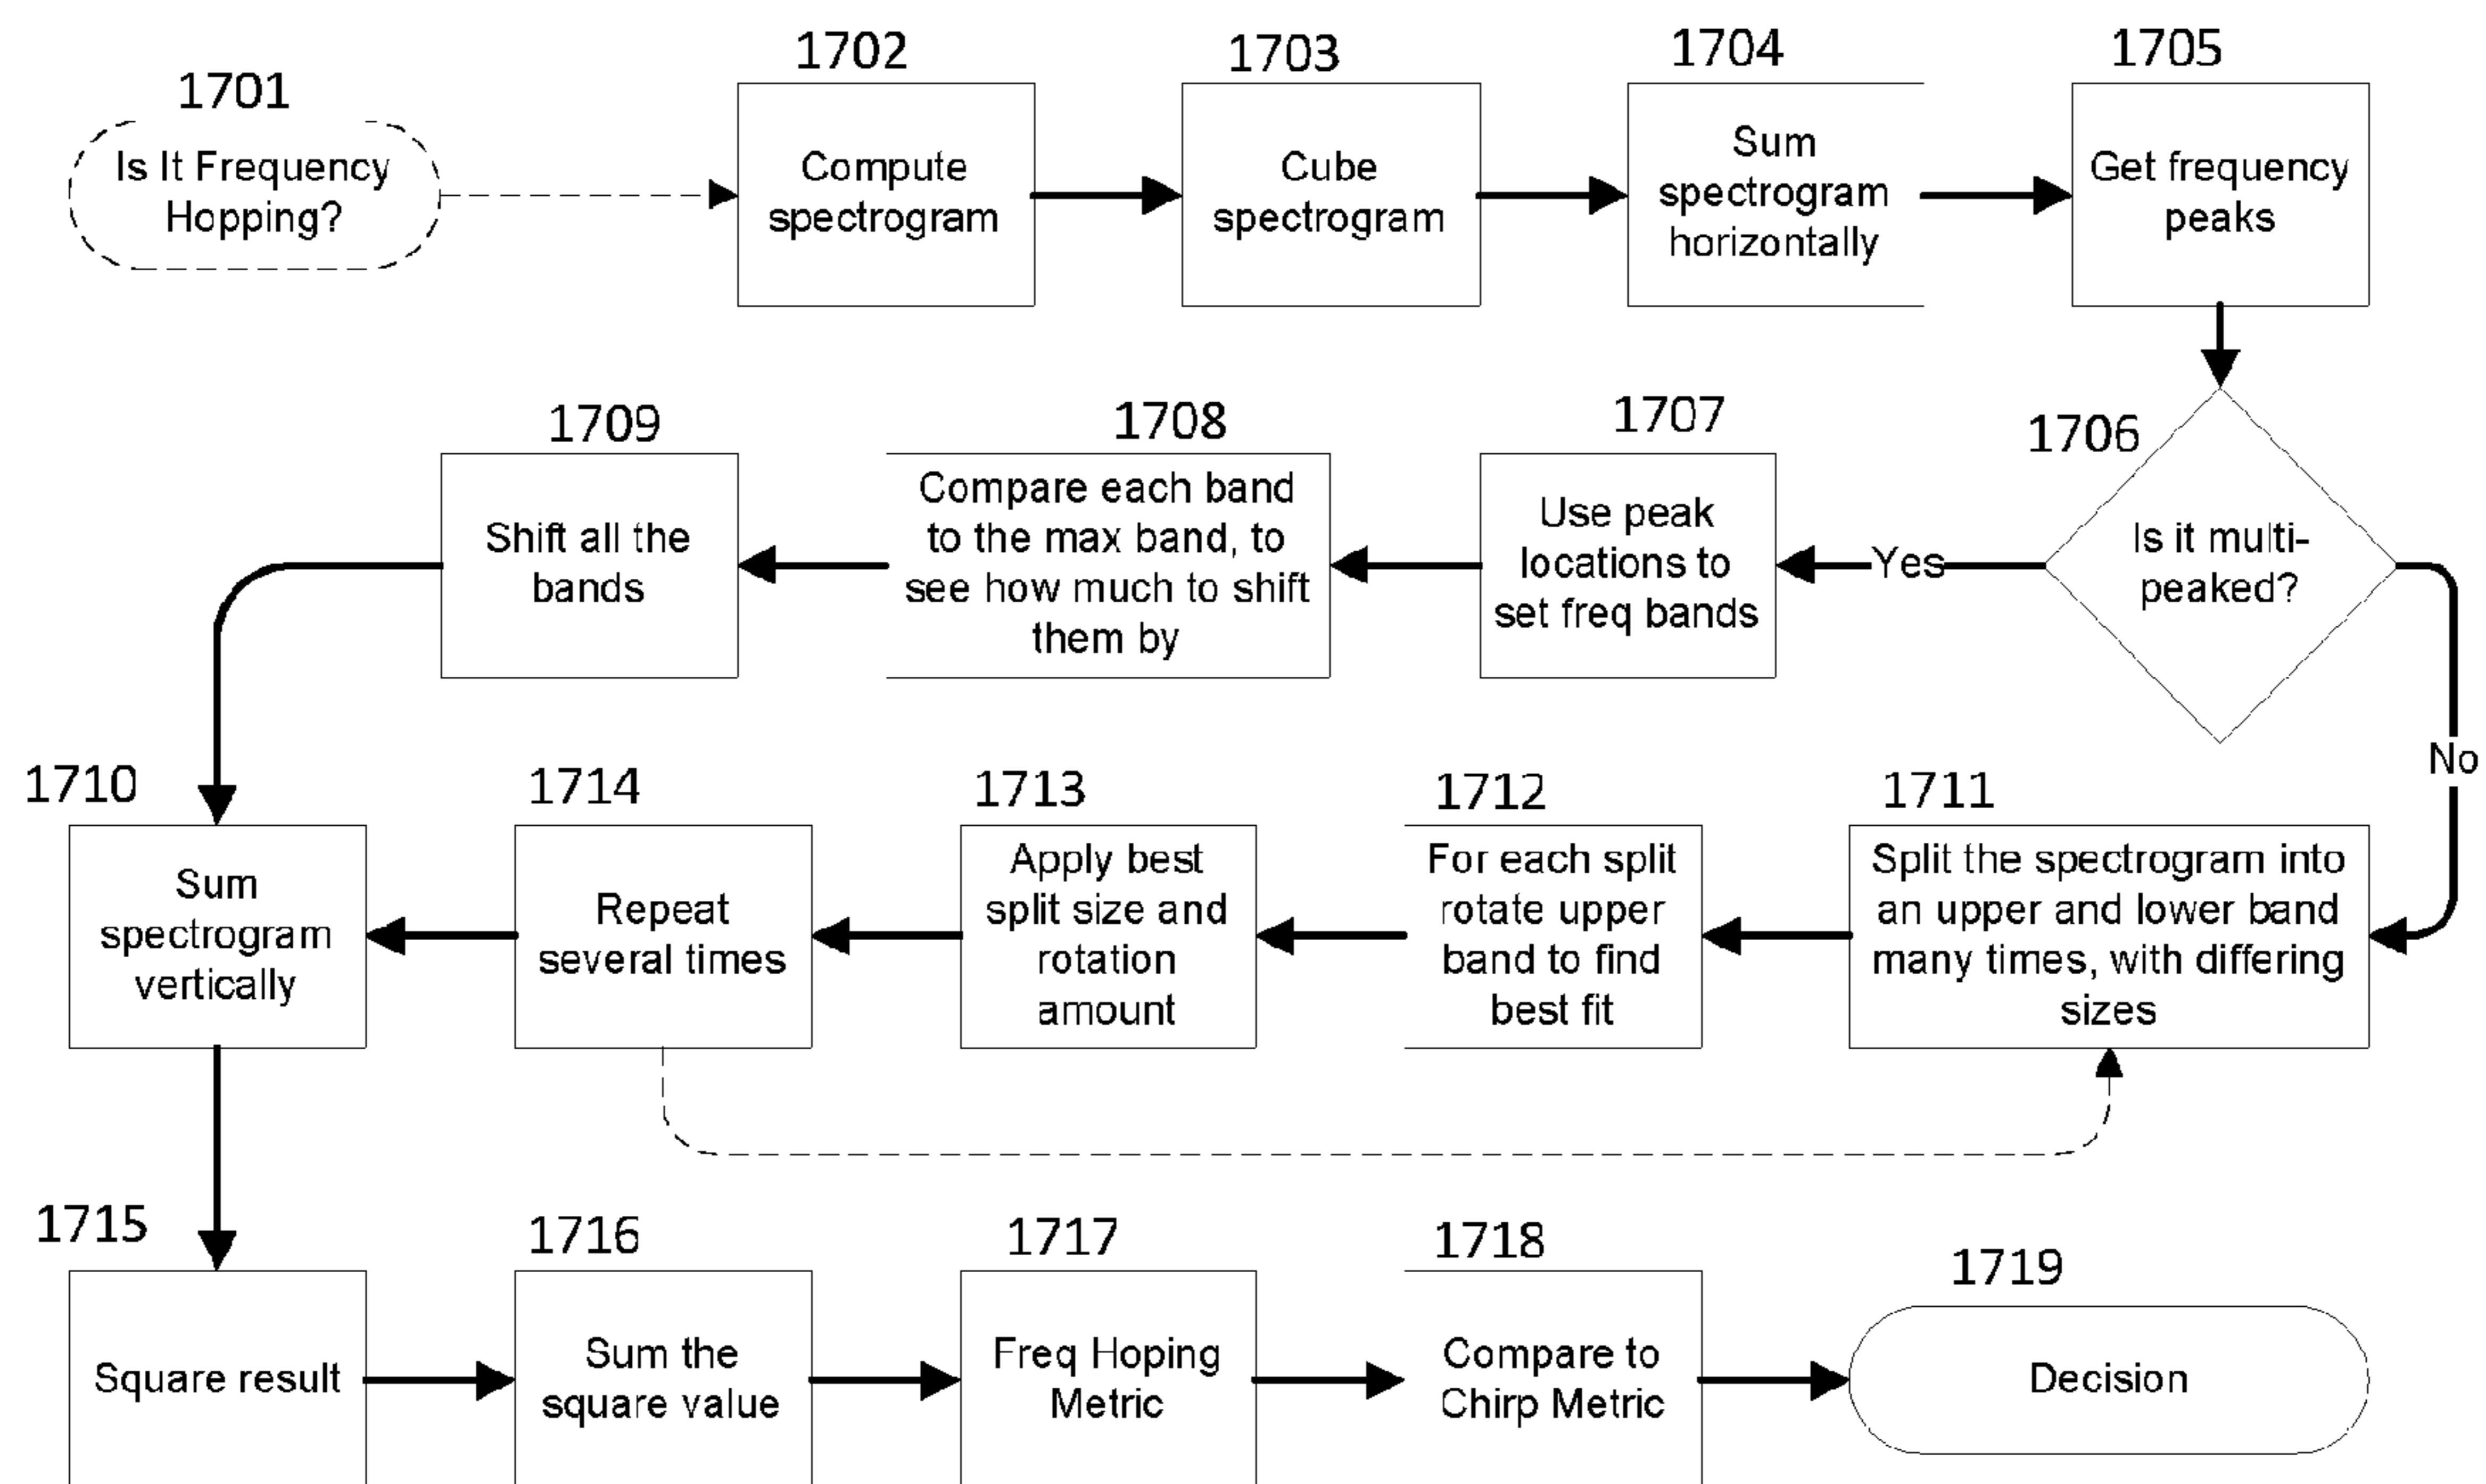 1701
Is It Frequency
Hopping?
1702
Compute
spectrogram
1703
Cube
spectrogram
1704
Sum
spectrogram
horizontally
1705
Get frequency
peaks
1706
Is it multi-
peaked?
Yes
No
1707
Use peak
locations to
set freq bands
1708
Compare each band
to the max band, to
see how much to shift
them by
1709
Shift all the
bands
1710
Sum
spectrogram
vertically
1711
Split the spectrogram into
an upper and lower band
many times, with differing
sizes
1712
For each split
rotate upper
band to find
best fit
1713
Apply best
split size and
rotation
amount
1714
Repeat
several times
1715
Square result
1716
Sum the
square value
1717
Freq Hoping
Metric
1718
Compare to
Chirp Metric
1719
Decision